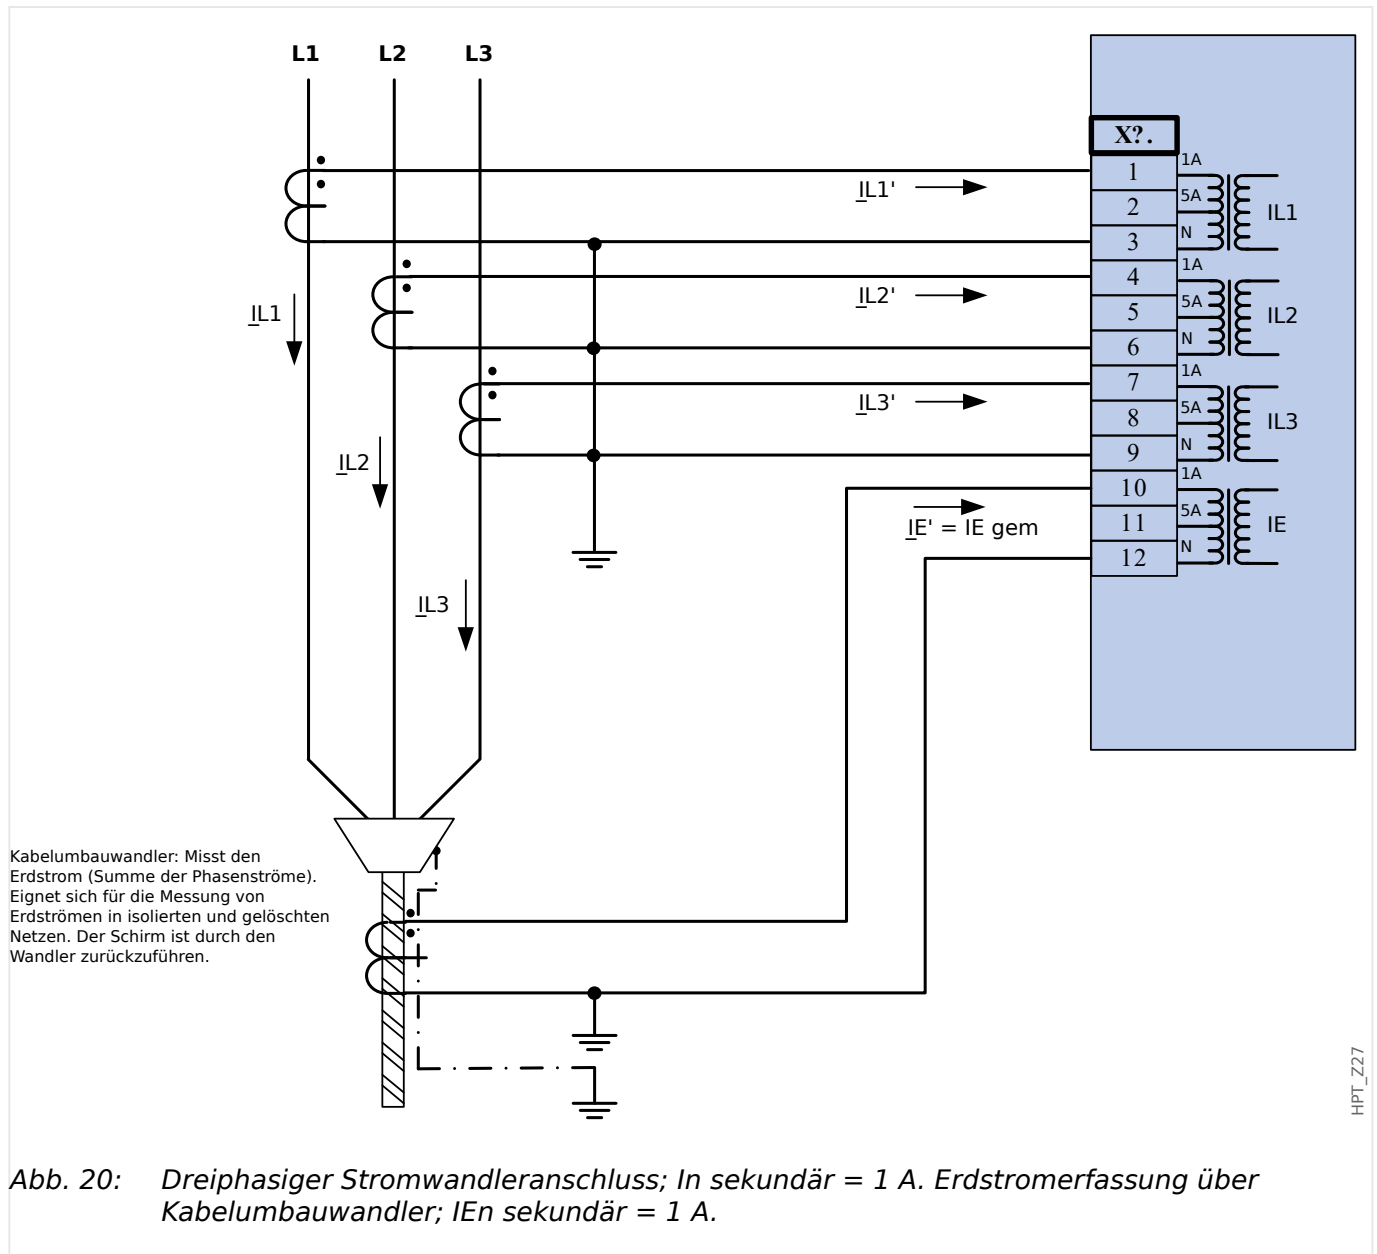 L1 L2 L3
X?.
1 1A
IL1'
2 5A IL1
3 N
4 1A
IL2'
IL1
5 5A IL2
6 N
7 1A
IL3'
8 5A IL3
9 N
IL2
10 1A
IE' = IE gem
11 5A IE
12 N
IL3
Kabelumbauwandler: Misst den
Erdstrom (Summe der Phasenströme).
Eignet sich für die Messung von
Erdströmen in isolierten und gelöschten
Netzen. Der Schirm ist durch den
Wandler zurückzuführen.
HPT_Z27
Abb. 20: Dreiphasiger Stromwandleranschluss; In sekundär = 1 A. Erdstromerfassung über
Kabelumbauwandler; IEn sekundär = 1 A.